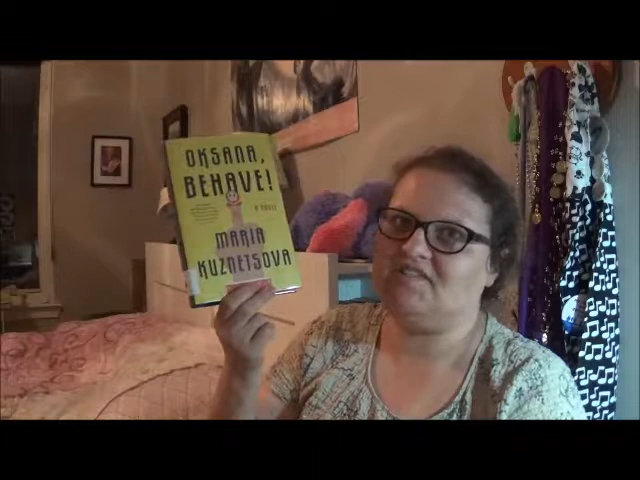 OKSANA,
BEHAVE!
A NOVEL
MARIA
KUZNETSOVA